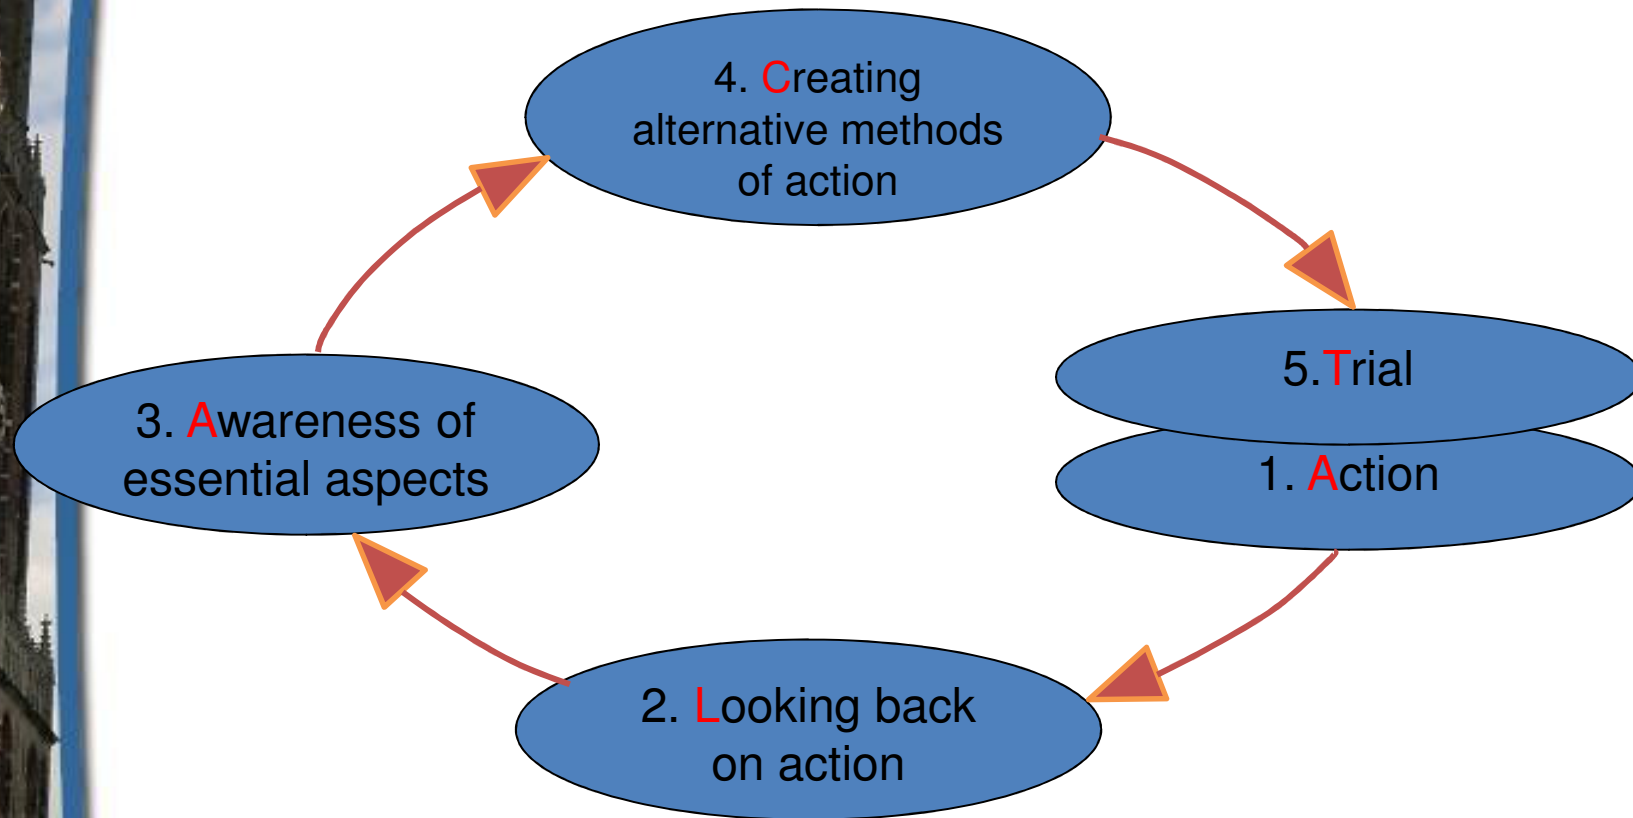 4. Creating
alternative methods
of action
5.Trial
1. Action
3. Awareness of
essential aspects
2. Looking back
on action